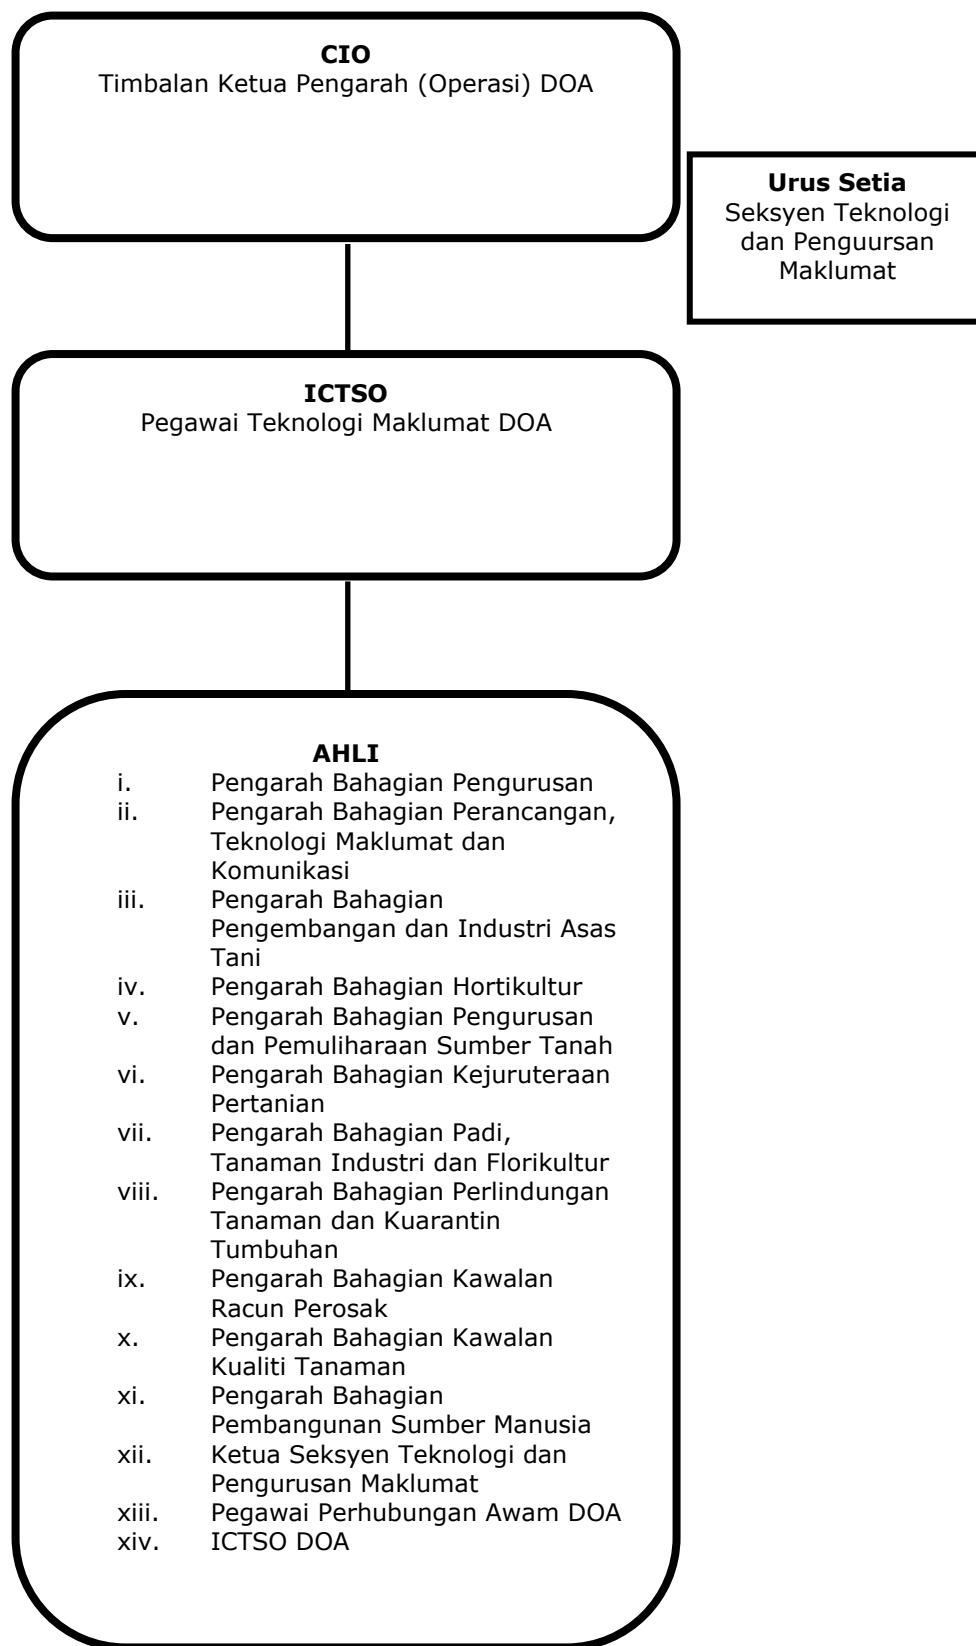 CIO
Timbalan Ketua Pengarah (Operasi) DOA
Urus Setia
Seksyen Teknologi
dan Penguursan
Maklumat
ICTSO
Pegawai Teknologi Maklumat DOA
AHLI
i. Pengarah Bahagian Pengurusan
ii. Pengarah Bahagian Perancangan,
Teknologi Maklumat dan
Komunikasi
iii. Pengarah Bahagian
Pengembangan dan Industri Asas
Tani
iv. Pengarah Bahagian Hortikultur
v. Pengarah Bahagian Pengurusan
dan Pemuliharaan Sumber Tanah
vi. Pengarah Bahagian Kejuruteraan
Pertanian
vii. Pengarah Bahagian Padi,
Tanaman Industri dan Florikultur
viii. Pengarah Bahagian Perlindungan
Tanaman dan Kuarantin
Tumbuhan
ix. Pengarah Bahagian Kawalan
Racun Perosak
x. Pengarah Bahagian Kawalan
Kualiti Tanaman
xi. Pengarah Bahagian
Pembangunan Sumber Manusia
xii. Ketua Seksyen Teknologi dan
Pengurusan Maklumat
xiii. Pegawai Perhubungan Awam DOA
xiv. ICTSO DOA